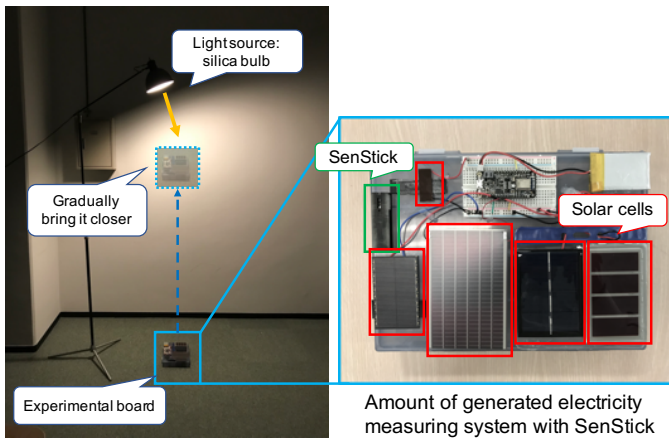 Light source:
silica bulb
Gradually
bring it closer
Experimental board
SenStick
Solar cells
Amount of generated electricity
measuring system with SenStick